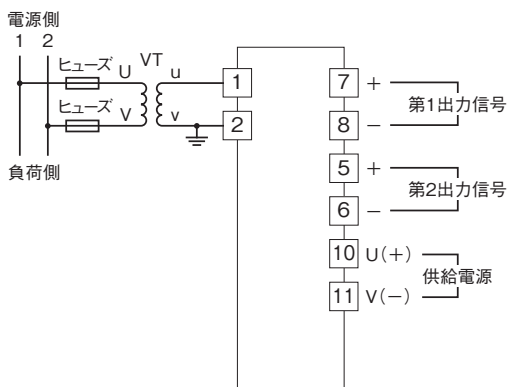 電源側
1 2
ヒューズ U VT u
1
ヒューズ V v
2
負荷側
7 +
第1出力信号
8 −
5 +
第2出力信号
6 −
10 U(+)
供給電源
11 V(−)